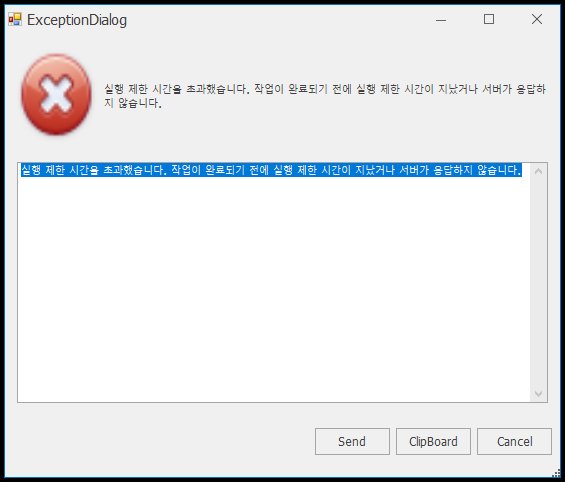 ExceptionDialog
실행 제한 시간을 초과했습니다. 작업이 완료되기 전에 실행 제한 시간이 지났거나 서버가 응답하
지 않습니다.
실행 제한 시간을 초과했습니다. 작업이 완료되기 전에 실행 제한 시간이 지났거나 서버가 응답하지 않습니다.
Send
ClipBoard
Cancel